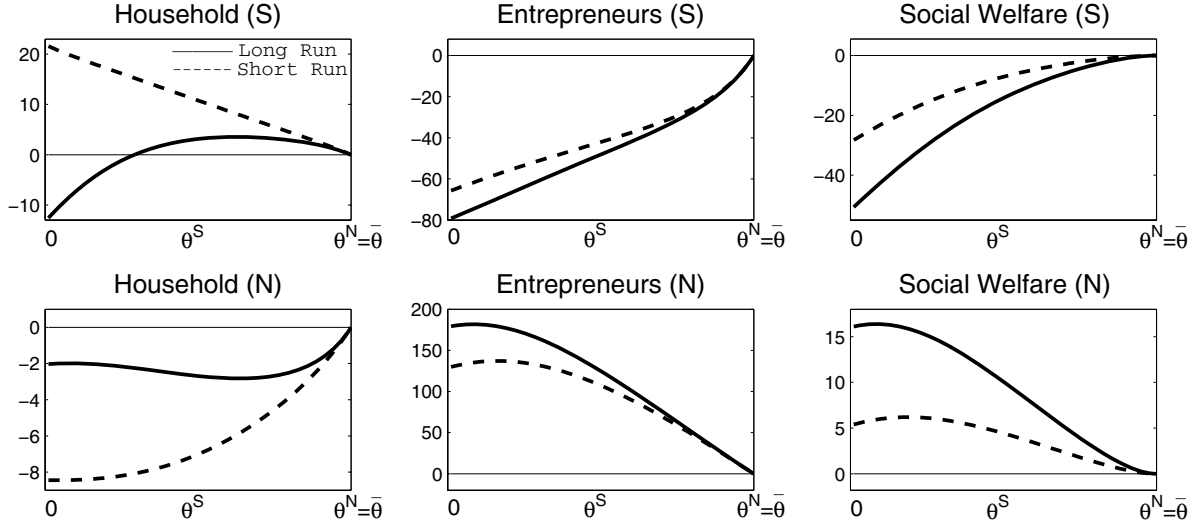 Household (S)
Entrepreneurs (S)
Social Welfare (S)
20
10
0
−10
Long Run
Short Run
0
θ^S
θ^N=θ̄
0
−20
−40
−60
−80
0
θ^S
θ^N=θ̄
0
−20
−40
0
θ^S
θ^N=θ̄
Household (N)
Entrepreneurs (N)
Social Welfare (N)
0
−2
−4
−6
−8
0
θ^S
θ^N=θ̄
200
150
100
50
0
0
θ^S
θ^N=θ̄
15
10
5
0
0
θ^S
θ^N=θ̄